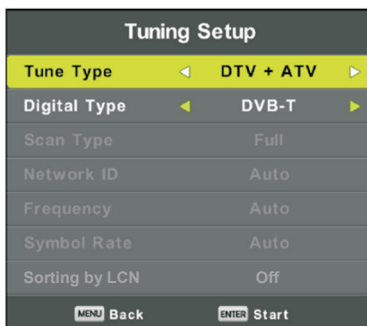 Tuning Setup
Tune Type DTV + ATV
Digital Type DVB-T
Scan Type Full
Network ID Auto
Frequency Auto
Symbol Rate Auto
Sorting by LCN Off
MENU Back ENTER Start